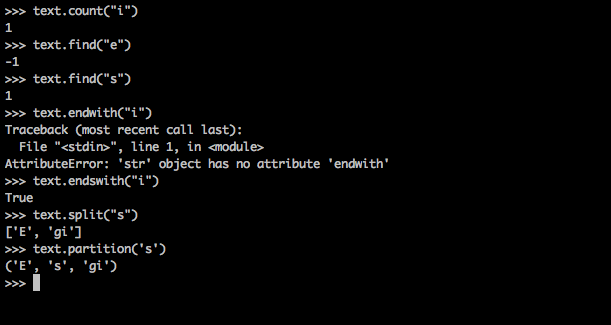 >>> text.count("i")
1
>>> text.find("e")
-1
>>> text.find("s")
1
>>> text.endwith("i")
Traceback (most recent call last):
  File "<stdin>", line 1, in <module>
AttributeError: 'str' object has no attribute 'endwith'
>>> text.endswith("i")
True
>>> text.split("s")
['E', 'gi']
>>> text.partition('s')
('E', 's', 'gi')
>>>